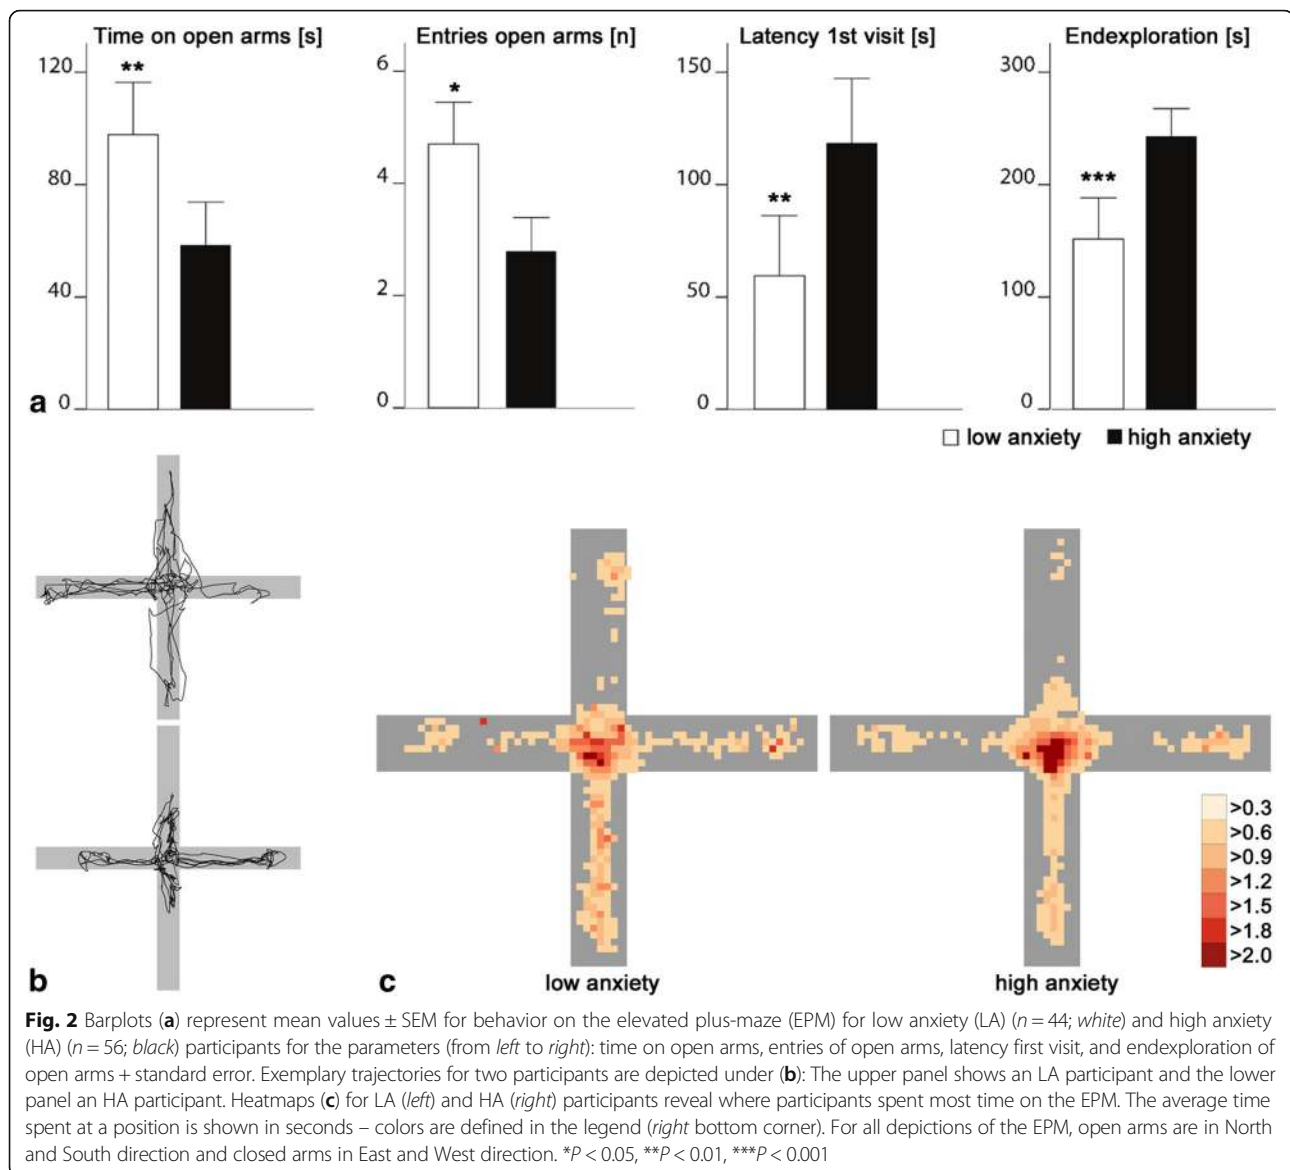 Time on open arms [s]
Entries open arms [n]
Latency 1st visit [s]
Endexploration [s]
120
80
40
0
**
6
4
2
0
*
150
100
50
0
**
300
200
100
0
***
a
low anxiety
high anxiety
b
c
low anxiety
high anxiety
>0.3
>0.6
>0.9
>1.2
>1.5
>1.8
>2.0
Fig. 2 Barplots (a) represent mean values ± SEM for behavior on the elevated plus-maze (EPM) for low anxiety (LA) (n = 44; white) and high anxiety
(HA) (n = 56; black) participants for the parameters (from left to right): time on open arms, entries of open arms, latency first visit, and endexploration of
open arms + standard error. Exemplary trajectories for two participants are depicted under (b): The upper panel shows an LA participant and the lower
panel an HA participant. Heatmaps (c) for LA (left) and HA (right) participants reveal where participants spent most time on the EPM. The average time
spent at a position is shown in seconds – colors are defined in the legend (right bottom corner). For all depictions of the EPM, open arms are in North
and South direction and closed arms in East and West direction. *P < 0.05, **P < 0.01, ***P < 0.001